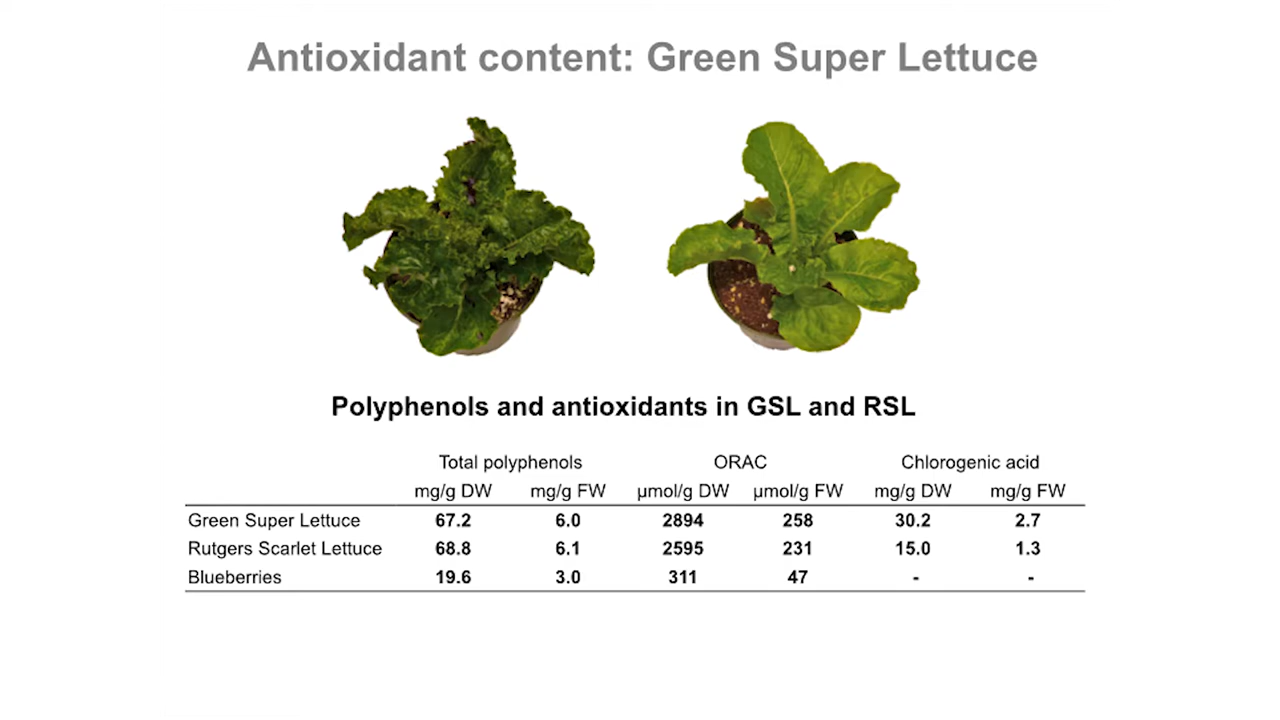 Antioxidant content: Green Super Lettuce
Polyphenols and antioxidants in GSL and RSL
Total polyphenols ORAC Chlorogenic acid
mg/g DW mg/g FW µmol/g DW µmol/g FW mg/g DW mg/g FW
Green Super Lettuce 67.2 6.0 2894 258 30.2 2.7
Rutgers Scarlet Lettuce 68.8 6.1 2595 231 15.0 1.3
Blueberries 19.6 3.0 311 47 - -